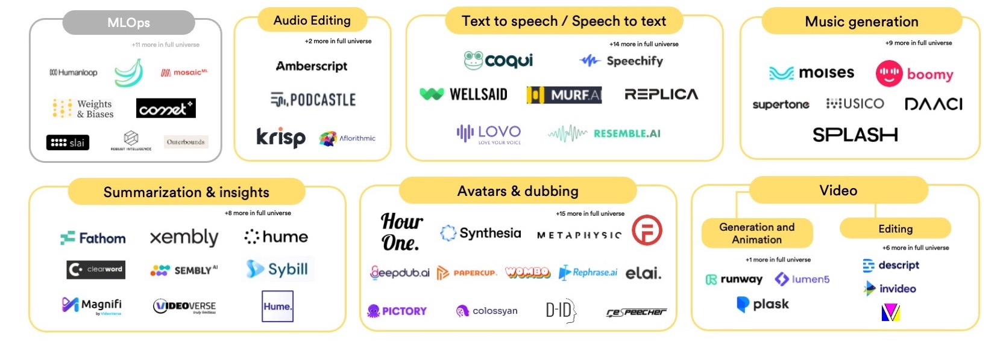 MLOps
+11 more in full universe
Humanloop
mosaicML
Weights
& Biases
comet
slai
ROBUST INTELLIGENCE
Outerbounds
Audio Editing
+2 more in full universe
Amberscript
PODCASTLE
krisp
Aflorithmic
Text to speech / Speech to text
+14 more in full universe
coqui
Speechify
WELLSAID
MURF.AI
REPLICA
LOVO
LOVE YOUR VOICE
RESEMBLE.AI
Music generation
+9 more in full universe
moises
boomy
supertone
MUSICO
DAACI
SPLASH
Summarization & insights
+8 more in full universe
Fathom
xembly
hume
clearword
SEMBLY AI
Sybill
Magnifi
by VideoVerse
VIDEOVERSE
truly limitless
Hume.
Avatars & dubbing
+15 more in full universe
Hour
One.
Synthesia
METAPHYSIC
F
deepdub.ai
PAPERCUP.
WOMBO
Rephrase.ai
elai.
PICTORY
colossyan
D-ID
reSPEECHER
Video
Generation and
Animation
+1 more in full universe
runway
lumen5
plask
Editing
+6 more in full universe
descript
invideo
V